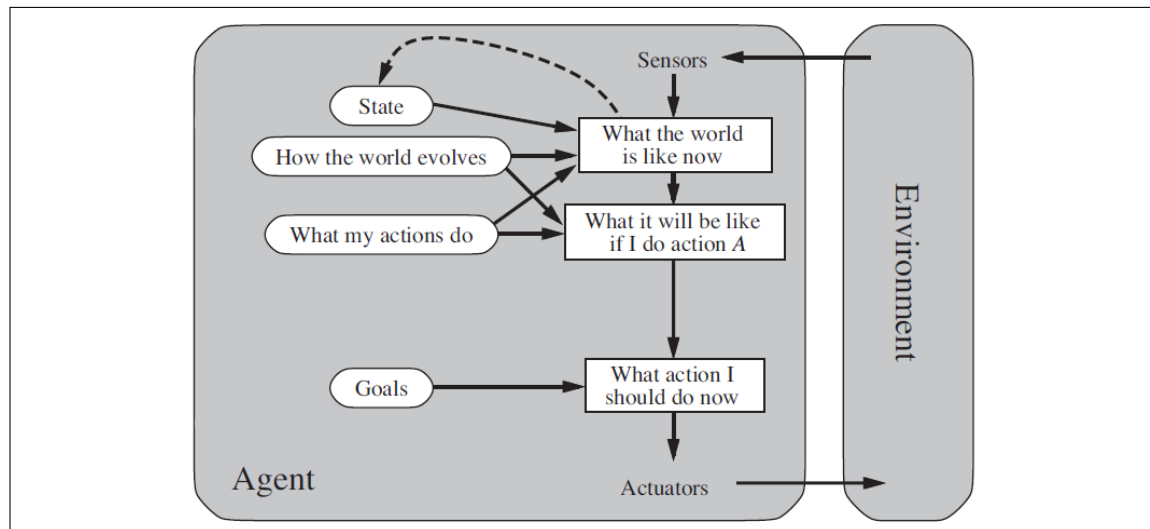 Sensors
State
What the world
is like now
How the world evolves
What my actions do
What it will be like
if I do action A
Goals
What action I
should do now
Agent
Actuators
Environment